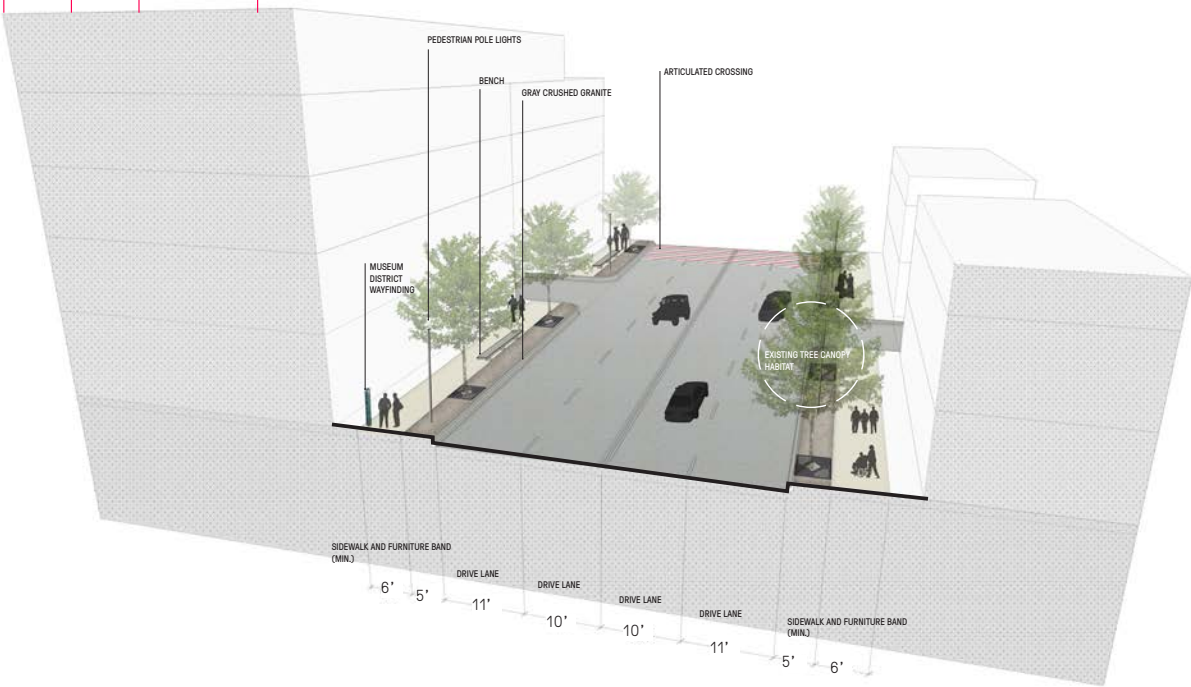 PEDESTRIAN POLE LIGHTS
BENCH
GRAY CRUSHED GRANITE
ARTICULATED CROSSING
MUSEUM
DISTRICT
WAYFINDING
EXISTING TREE CANOPY
HABITAT
SIDEWALK AND FURNITURE BAND
(MIN.)
DRIVE LANE
DRIVE LANE
DRIVE LANE
DRIVE LANE
SIDEWALK AND FURNITURE BAND
(MIN.)
6'
5'
11'
10'
10'
11'
5'
6'